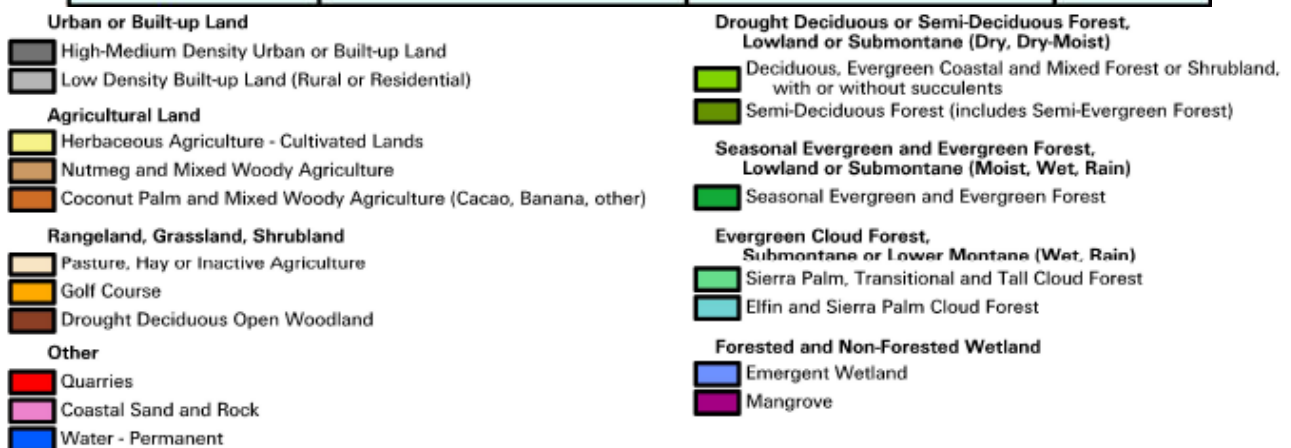 Urban or Built-up Land
High-Medium Density Urban or Built-up Land
Low Density Built-up Land (Rural or Residential)
Agricultural Land
Herbaceous Agriculture - Cultivated Lands
Nutmeg and Mixed Woody Agriculture
Coconut Palm and Mixed Woody Agriculture (Cacao, Banana, other)
Rangeland, Grassland, Shrubland
Pasture, Hay or Inactive Agriculture
Golf Course
Drought Deciduous Open Woodland
Other
Quarries
Coastal Sand and Rock
Water - Permanent
Drought Deciduous or Semi-Deciduous Forest,
Lowland or Submontane (Dry, Dry-Moist)
Deciduous, Evergreen Coastal and Mixed Forest or Shrubland,
with or without succulents
Semi-Deciduous Forest (includes Semi-Evergreen Forest)
Seasonal Evergreen and Evergreen Forest,
Lowland or Submontane (Moist, Wet, Rain)
Seasonal Evergreen and Evergreen Forest
Evergreen Cloud Forest,
Submontane or Lower Montane (Wet, Rain)
Sierra Palm, Transitional and Tall Cloud Forest
Elfin and Sierra Palm Cloud Forest
Forested and Non-Forested Wetland
Emergent Wetland
Mangrove